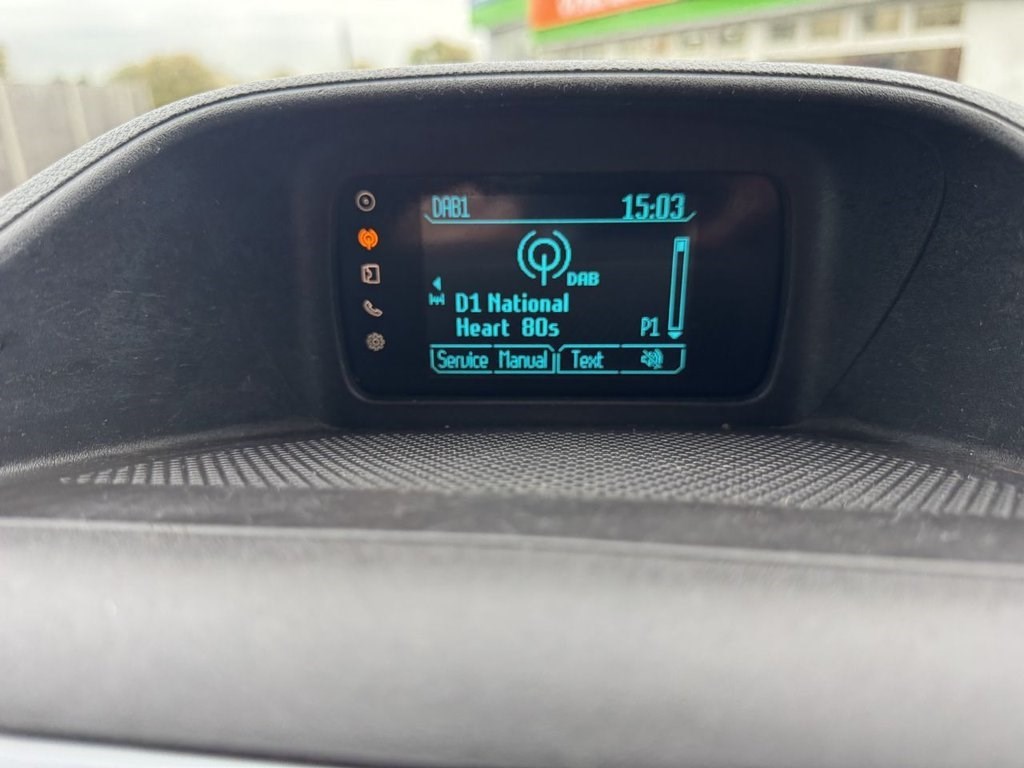 DAB1 15:03
DAB
D1 National
Heart 80s P1
Service Manual Text